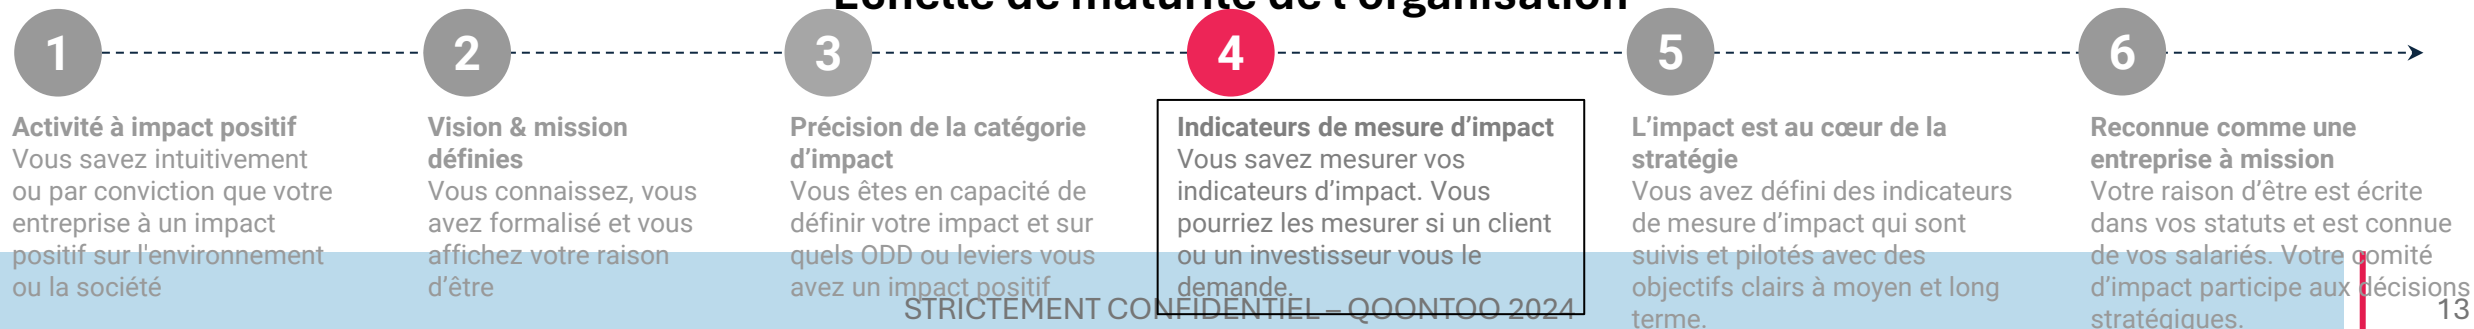 Echelle de maturité de l'organisation
1
2
3
4
5
6
Activité à impact positif
Vous savez intuitivement
ou par conviction que votre
entreprise à un impact
positif sur l'environnement
ou la société
Vision & mission
définies
Vous connaissez, vous
avez formalisé et vous
affichez votre raison
d'être
Précision de la catégorie
d'impact
Vous êtes en capacité de
définir votre impact et sur
quels ODD ou leviers vous
avez un impact positif
Indicateurs de mesure d'impact
Vous savez mesurer vos
indicateurs d'impact. Vous
pourriez les mesurer si un client
ou un investisseur vous le
demande.
L'impact est au cœur de la
stratégie
Vous avez défini des indicateurs
de mesure d'impact qui sont
suivis et pilotés avec des
objectifs clairs à moyen et long
terme.
Reconnue comme une
entreprise à mission
Votre raison d'être est écrite
dans vos statuts et est connue
de vos salariés. Votre comité
d'impact participe aux décisions
stratégiques.
STRICTEMENT CONFIDENTIEL – QOONTOO 2024
13